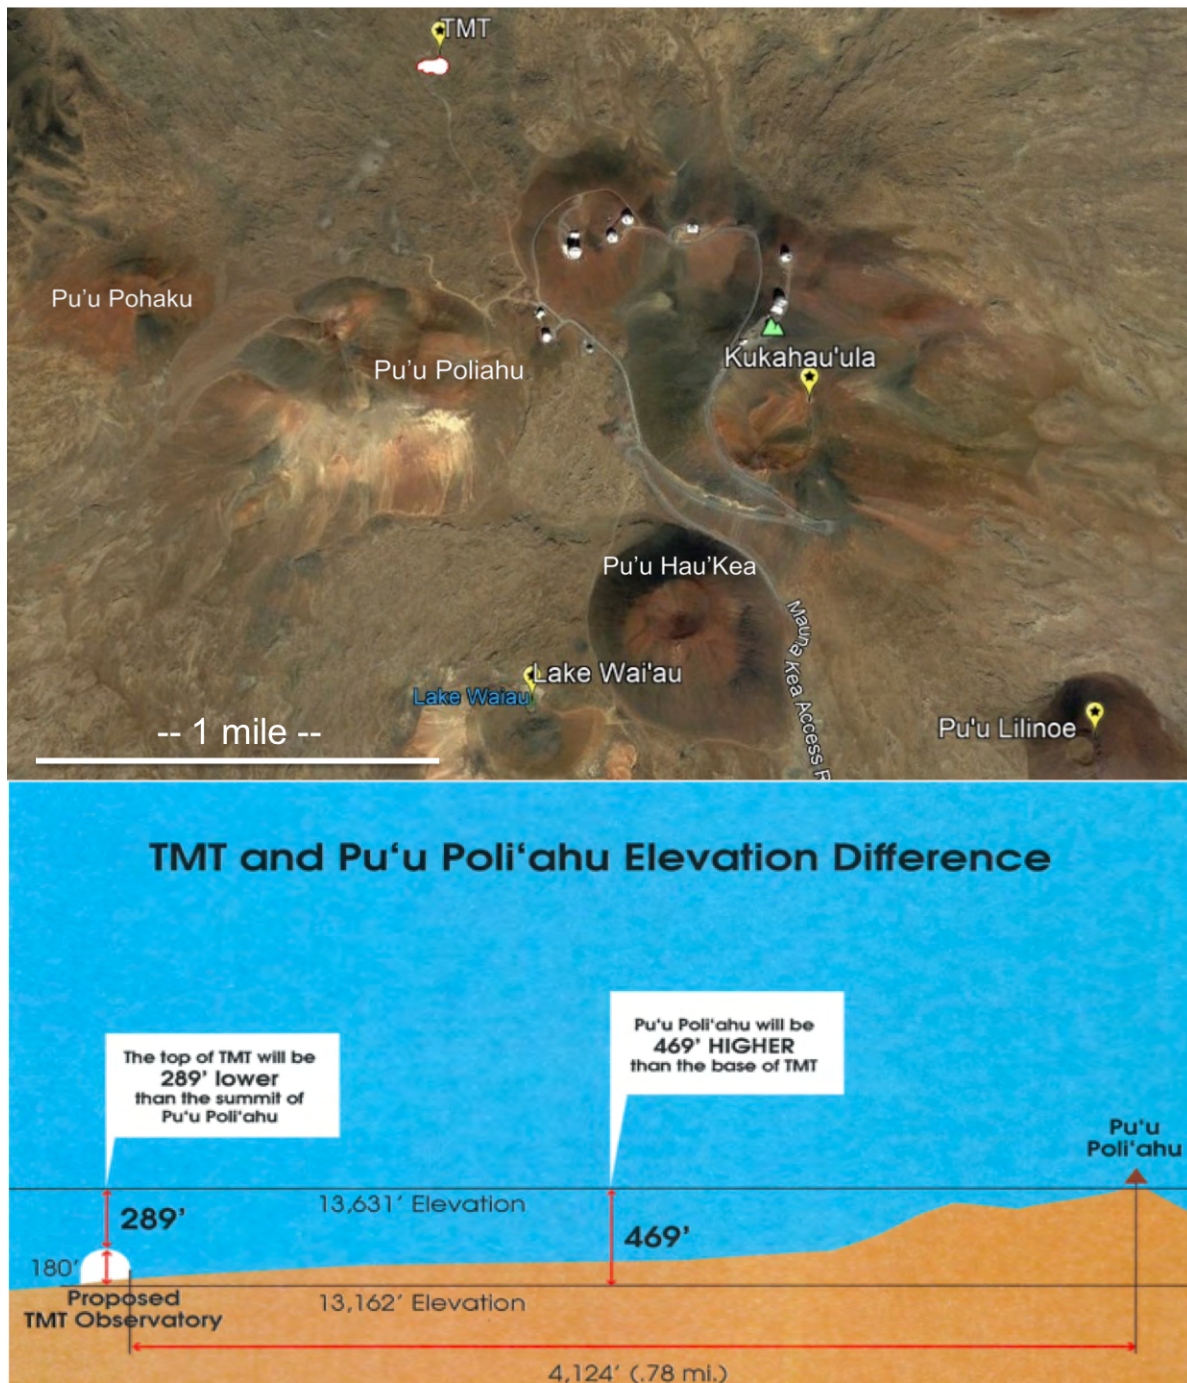 TMT
Pu'u Pohaku
Pu'u Poliahu
Kukahau'ula
Pu'u Hau'Kea
Mauna Kea Access R
Lake Wai'au
Lake Waiau
Pu'u Lilinoe
-- 1 mile --
TMT and Pu‘u Poli‘ahu Elevation Difference
The top of TMT will be
289’ lower
than the summit of
Pu‘u Poli‘ahu
Pu‘u Poli‘ahu will be
469’ HIGHER
than the base of TMT
Pu‘u
Poli‘ahu
13,631’ Elevation
289’
469’
180’
Proposed
TMT Observatory
13,162’ Elevation
4,124’ (.78 mi.)